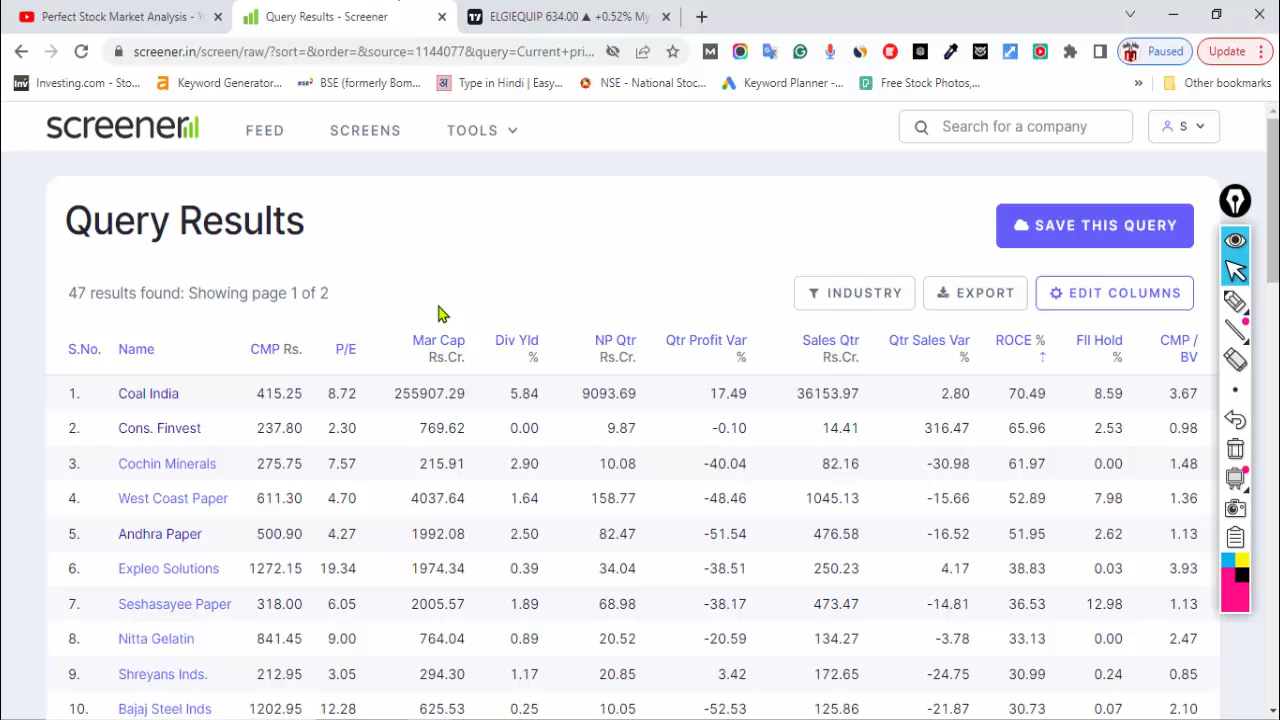 Perfect Stock Market Analysis - Y
Query Results - Screener
ELGIEQUIP 634.00 ▲ +0.52% My
screener.in/screen/raw/?sort=&order=&source=1144077&query=Current+pri...
Paused
Update
Investing.com - Sto...
Keyword Generator...
BSE (formerly Bom...
Type in Hindi | Easy...
NSE - National Stoc...
Keyword Planner -...
Free Stock Photos,...
»
Other bookmarks
screener
FEED
SCREENS
TOOLS
Search for a company
S
Query Results
SAVE THIS QUERY
47 results found: Showing page 1 of 2
INDUSTRY
EXPORT
EDIT COLUMNS
S.No. Name CMP Rs. P/E Mar Cap Rs.Cr. Div Yld % NP Qtr Rs.Cr. Qtr Profit Var % Sales Qtr Rs.Cr. Qtr Sales Var % ROCE % ↑ FII Hold % CMP / BV
1. Coal India 415.25 8.72 255907.29 5.84 9093.69 17.49 36153.97 2.80 70.49 8.59 3.67
2. Cons. Finvest 237.80 2.30 769.62 0.00 9.87 -0.10 14.41 316.47 65.96 2.53 0.98
3. Cochin Minerals 275.75 7.57 215.91 2.90 10.08 -40.04 82.16 -30.98 61.97 0.00 1.48
4. West Coast Paper 611.30 4.70 4037.64 1.64 158.77 -48.46 1045.13 -15.66 52.89 7.98 1.36
5. Andhra Paper 500.90 4.27 1992.08 2.50 82.47 -51.54 476.58 -16.52 51.95 2.62 1.13
6. Expleo Solutions 1272.15 19.34 1974.34 0.39 34.04 -38.51 250.23 4.17 38.83 0.03 3.93
7. Seshasayee Paper 318.00 6.05 2005.57 1.89 68.98 -38.17 473.47 -14.81 36.53 12.98 1.13
8. Nitta Gelatin 841.45 9.00 764.04 0.89 20.52 -20.59 134.27 -3.78 33.13 0.00 2.47
9. Shreyans Inds. 212.95 3.05 294.30 1.17 20.85 3.42 172.65 -24.75 30.99 0.24 0.85
10. Bajaj Steel Inds 1202.95 12.28 625.53 0.25 10.05 -52.53 125.86 -21.87 30.73 0.07 2.10